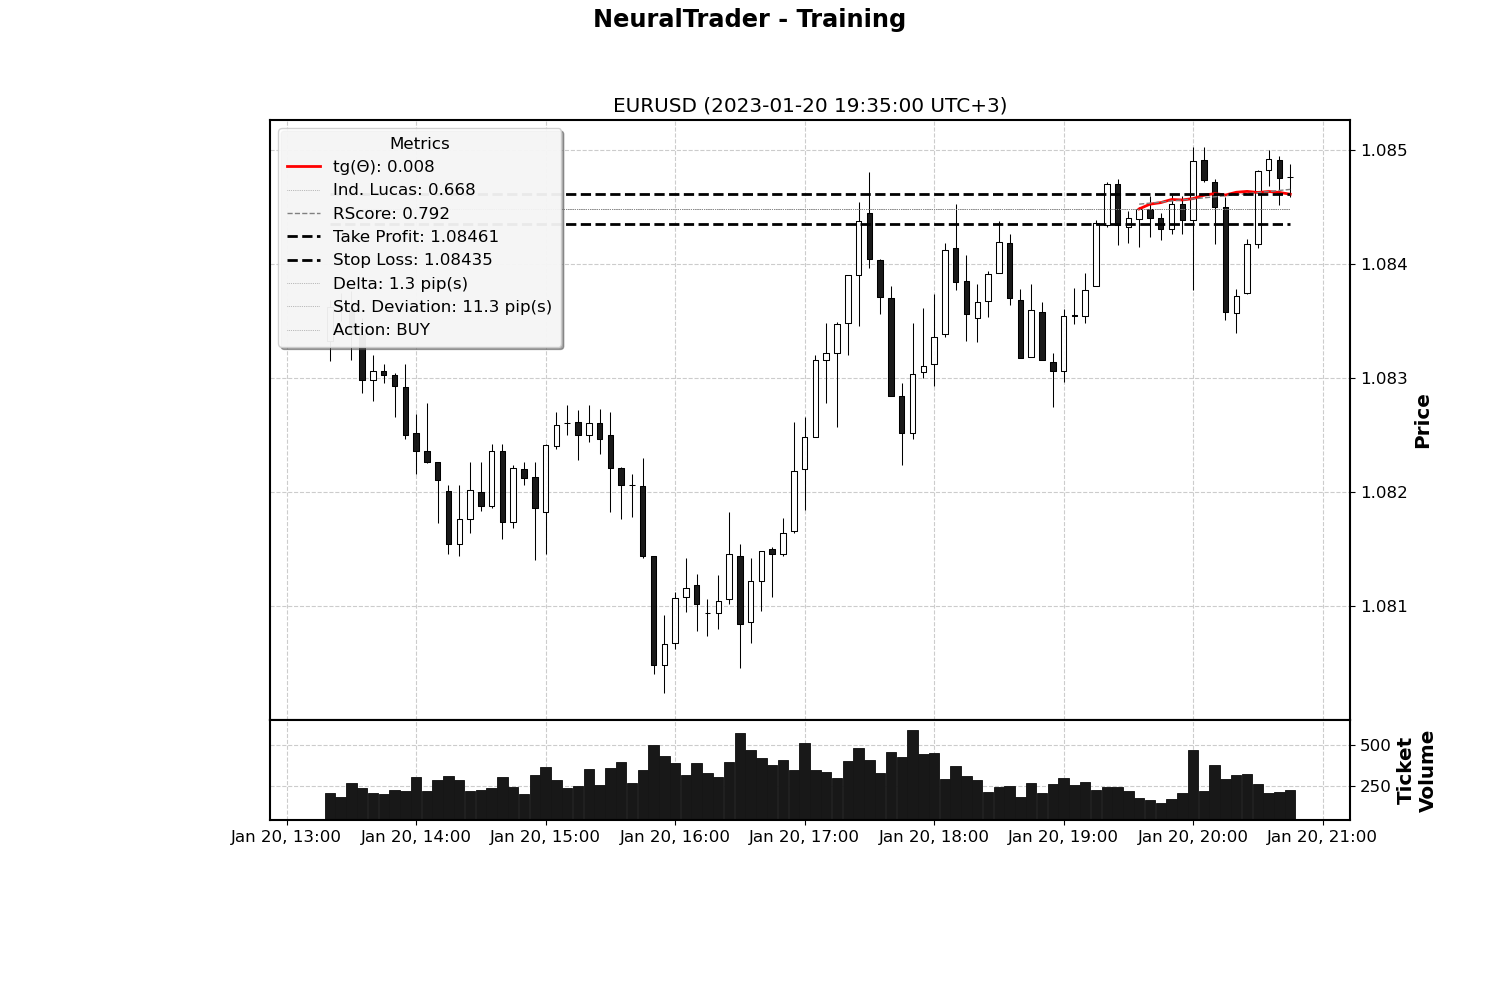 NeuralTrader - Training
EURUSD (2023-01-20 19:35:00 UTC+3)
Metrics
tg(Θ): 0.008
Ind. Lucas: 0.668
RScore: 0.792
Take Profit: 1.08461
Stop Loss: 1.08435
Delta: 1.3 pip(s)
Std. Deviation: 11.3 pip(s)
Action: BUY
1.085
1.084
1.083
1.082
1.081
Price
500
250
Ticket
Volume
Jan 20, 13:00 Jan 20, 14:00 Jan 20, 15:00 Jan 20, 16:00 Jan 20, 17:00 Jan 20, 18:00 Jan 20, 19:00 Jan 20, 20:00 Jan 20, 21:00